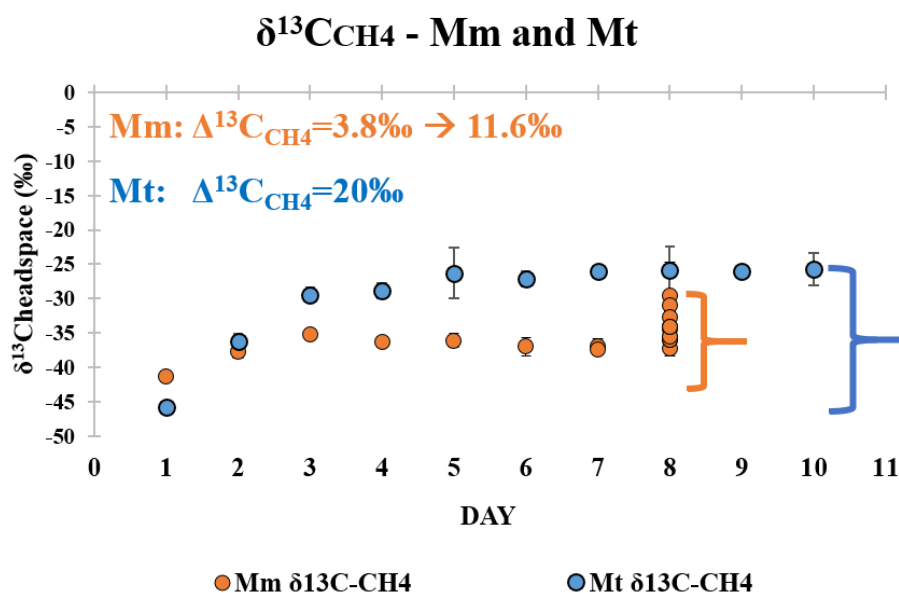 δ¹³CCH4 - Mm and Mt
Mm: Δ¹³C_CH4=3.8‰ → 11.6‰
Mt: Δ¹³C_CH4=20‰
δ¹³Cheadspace (‰)
0
-5
-10
-15
-20
-25
-30
-35
-40
-45
-50
0 1 2 3 4 5 6 7 8 9 10 11
DAY
Mm δ13C-CH4 Mt δ13C-CH4